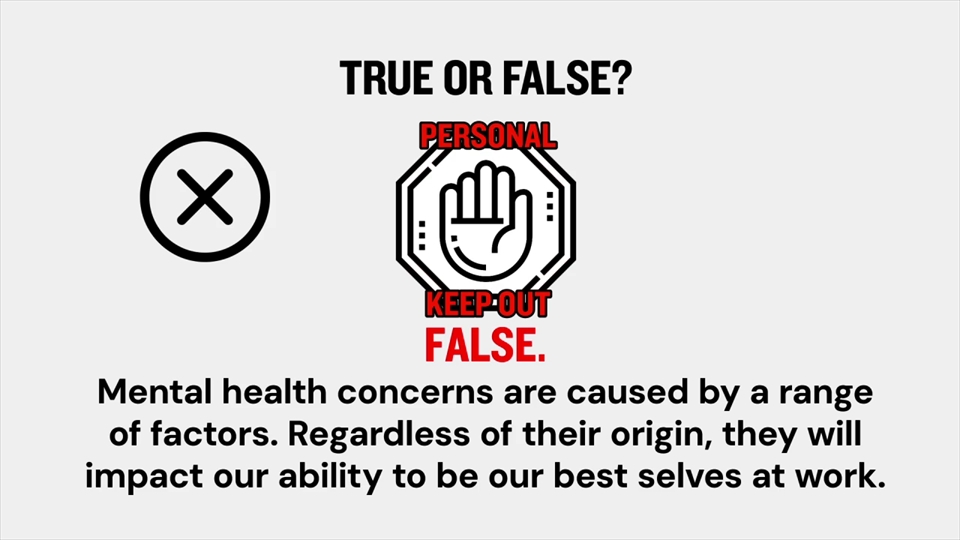 TRUE OR FALSE?
PERSONAL
KEEP OUT
FALSE.
Mental health concerns are caused by a range
of factors. Regardless of their origin, they will
impact our ability to be our best selves at work.